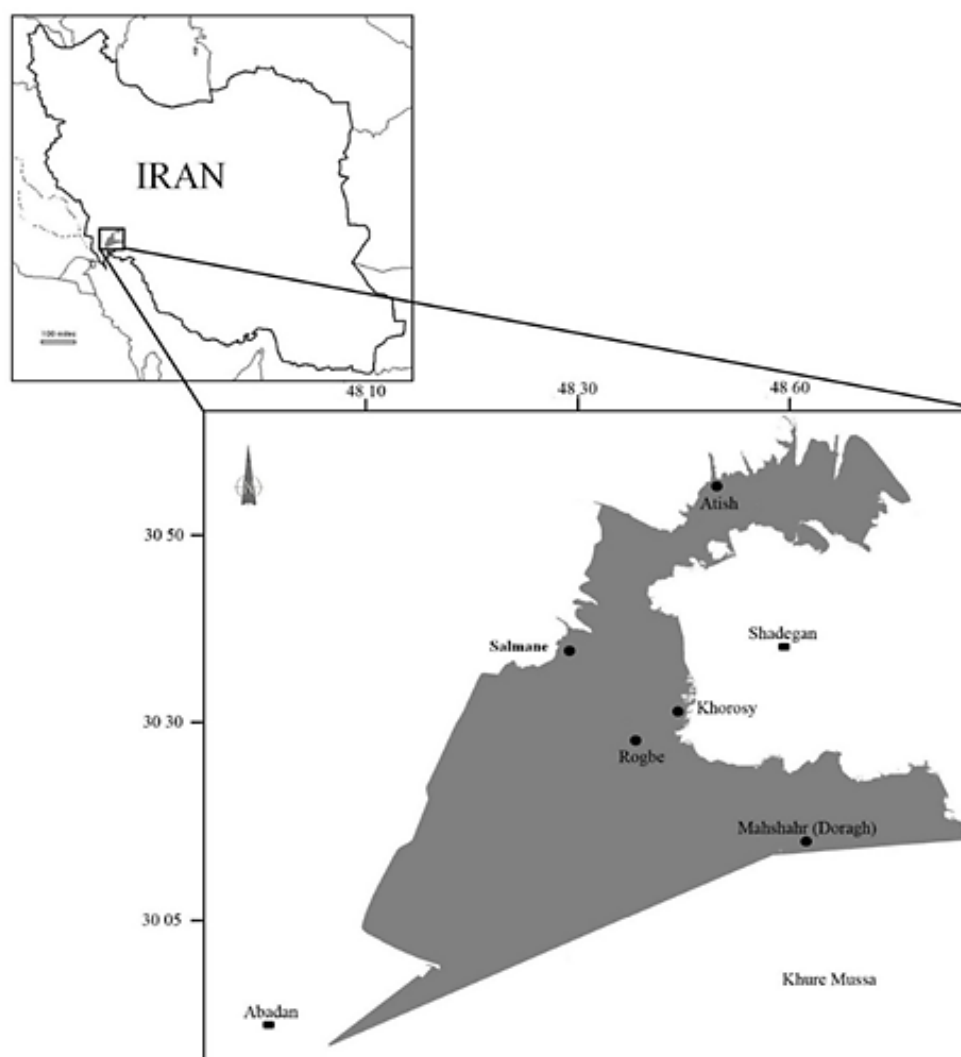 IRAN
100 miles
48 10
48 30
48 60
Atish
30 50
Shadegan
Salmane
Khorosy
30 30
Rogbe
Mahshahr (Doragh)
30 05
Khure Mussa
Abadan